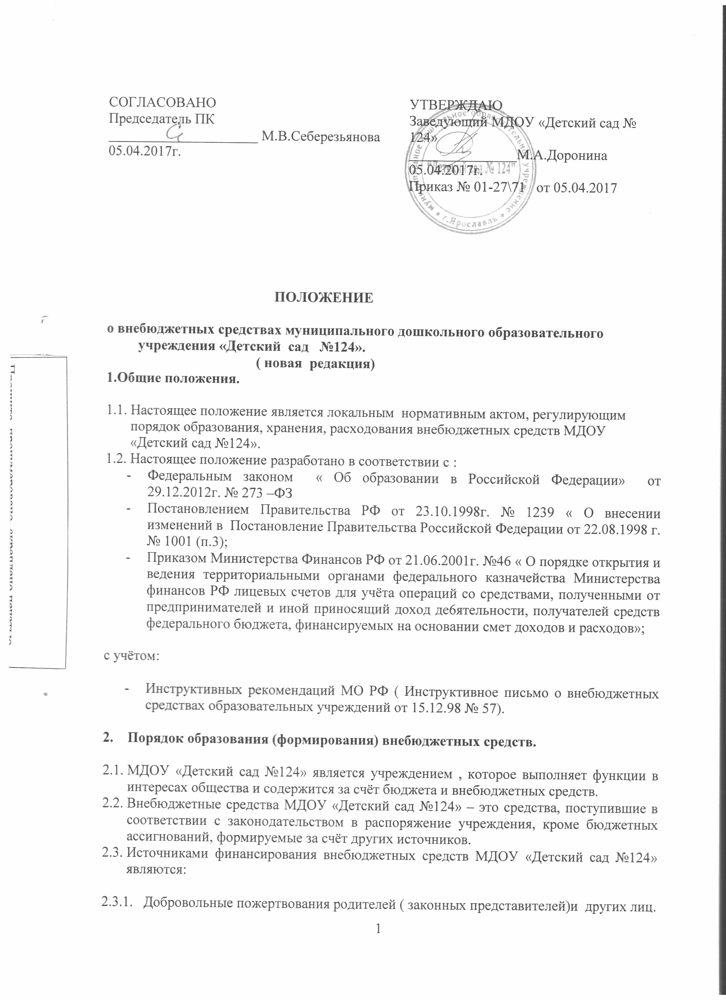 СОГЛАСОВАНО
Председатель ПК
____________________ М.В.Себерезьянова
05.04.2017г.
УТВЕРЖДАЮ
Заведующий МДОУ «Детский сад №
124»
_______________М.А.Доронина
05.04.2017г.
Приказ № 01-27\71 от 05.04.2017
муниципальное дошкольное образовательное учреждение * г.Ярославль *
"Детский сад № 124"
ПОЛОЖЕНИЕ
о внебюджетных средствах муниципального дошкольного образовательного
учреждения «Детский сад №124».
( новая редакция)
1.Общие положения.
1.1. Настоящее положение является локальным нормативным актом, регулирующим
порядок образования, хранения, расходования внебюджетных средств МДОУ
«Детский сад №124».
1.2. Настоящее положение разработано в соответствии с :
- Федеральным законом « Об образовании в Российской Федерации» от
29.12.2012г. № 273 –ФЗ
- Постановлением Правительства РФ от 23.10.1998г. № 1239 « О внесении
изменений в Постановление Правительства Российской Федерации от 22.08.1998 г.
№ 1001 (п.3);
- Приказом Министерства Финансов РФ от 21.06.2001г. №46 « О порядке открытия и
ведения территориальными органами федерального казначейства Министерства
финансов РФ лицевых счетов для учёта операций со средствами, полученными от
предпринимателей и иной приносящий доход деб­ятельности, получателей средств
федерального бюджета, финансируемых на основании смет доходов и расходов»;
с учётом:
- Инструктивных рекомендаций МО РФ ( Инструктивное письмо о внебюджетных
средствах образовательных учреждений от 15.12.98 № 57).
2. Порядок образования (формирования) внебюджетных средств.
2.1. МДОУ «Детский сад №124» является учреждением , которое выполняет функции в
интересах общества и содержится за счёт бюджета и внебюджетных средств.
2.2. Внебюджетные средства МДОУ «Детский сад №124» – это средства, поступившие в
соответствии с законодательством в распоряжение учреждения, кроме бюджетных
ассигнований, формируемые за счёт других источников.
2.3. Источниками финансирования внебюджетных средств МДОУ «Детский сад №124»
являются:
2.3.1. Добровольные пожертвования родителей ( законных представителей)и других лиц.
1